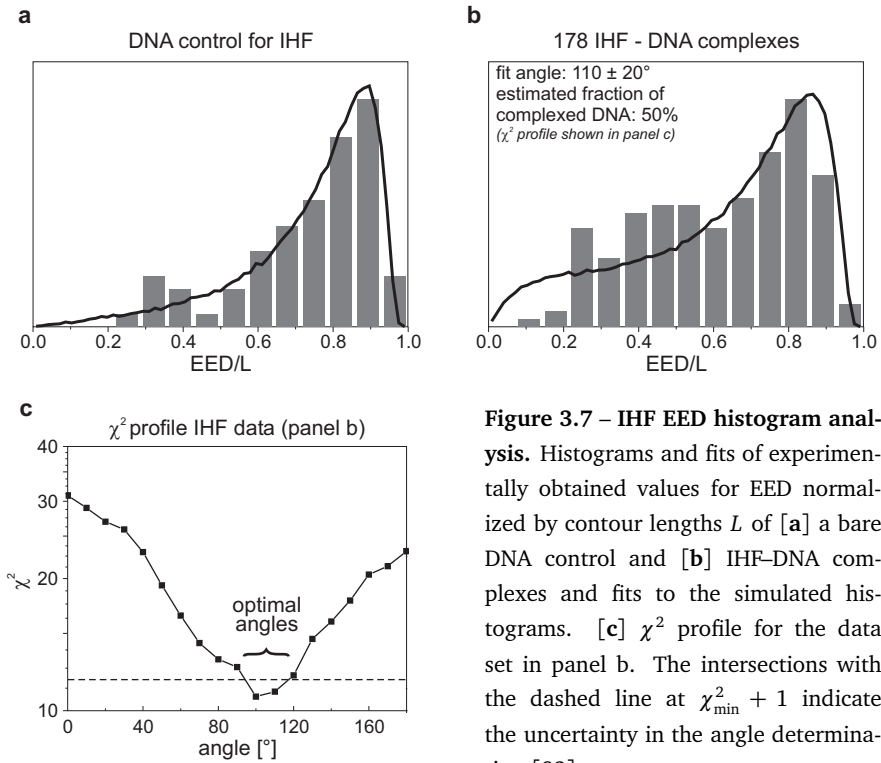 a
DNA control for IHF
0.0 0.2 0.4 0.6 0.8 1.0
EED/L
b
178 IHF - DNA complexes
fit angle: 110 ± 20°
estimated fraction of
complexed DNA: 50%
(χ² profile shown in panel c)
0.0 0.2 0.4 0.6 0.8 1.0
EED/L
c
χ² profile IHF data (panel b)
40
30
20
10
χ²
optimal
angles
0 40 80 120 160
angle [°]
Figure 3.7 – IHF EED histogram anal-
ysis. Histograms and fits of experimen-
tally obtained values for EED normal-
ized by contour lengths L of [a] a bare
DNA control and [b] IHF–DNA com-
plexes and fits to the simulated his-
tograms. [c] χ² profile for the data
set in panel b. The intersections with
the dashed line at χ²min + 1 indicate
the uncertainty in the angle determina-